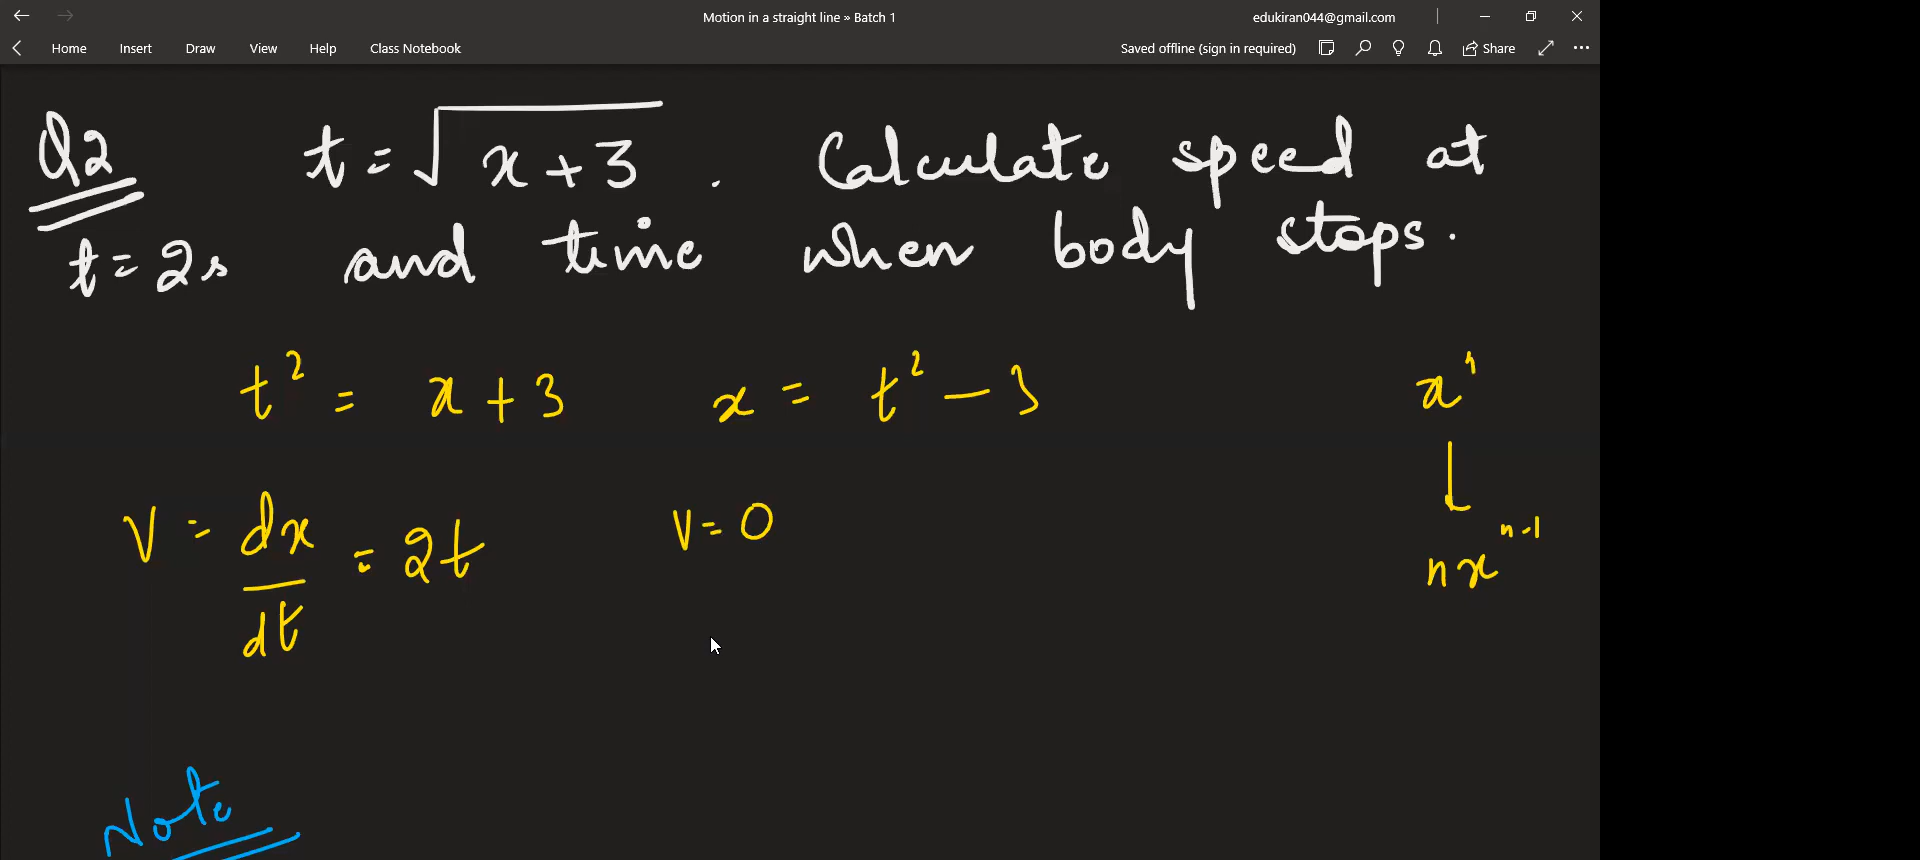 Motion in a straight line » Batch 1
edukiran044@gmail.com
Home Insert Draw View Help Class Notebook
Saved offline (sign in required) Share
Q2 t = √x + 3 . Calculate speed at
t = 2s and time when body stops.
t² = x + 3 x = t² − 3 xⁿ
V = dx/dt = 2t V = 0 nxⁿ⁻¹
Note